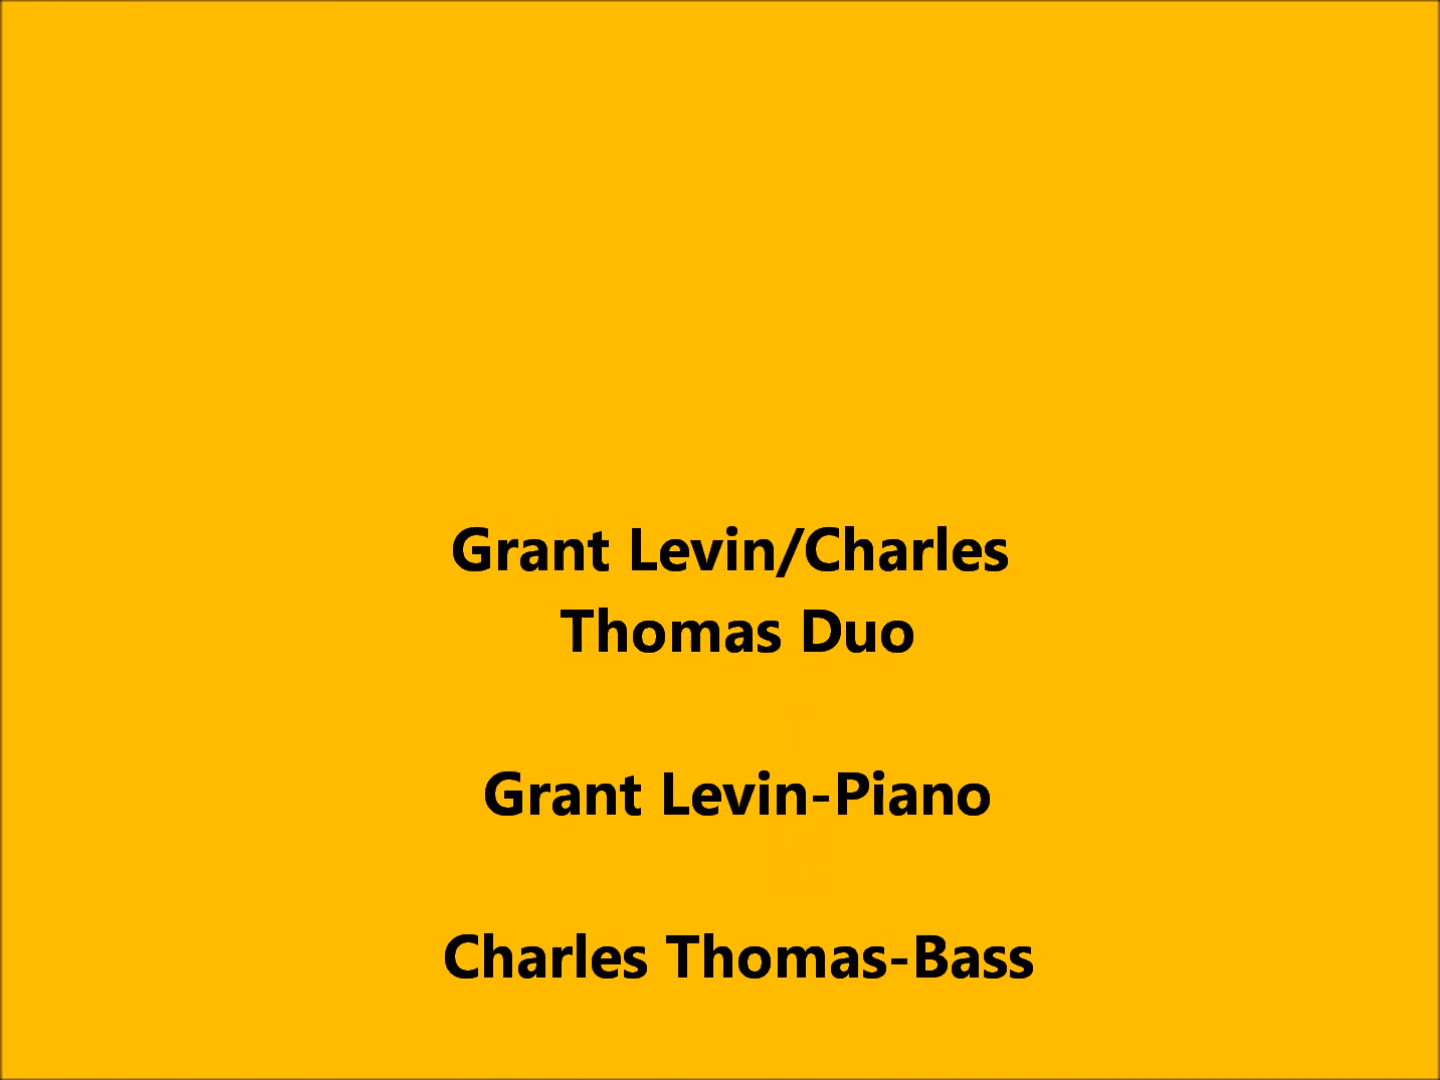 Grant Levin/Charles
Thomas Duo
Grant Levin-Piano
Charles Thomas-Bass